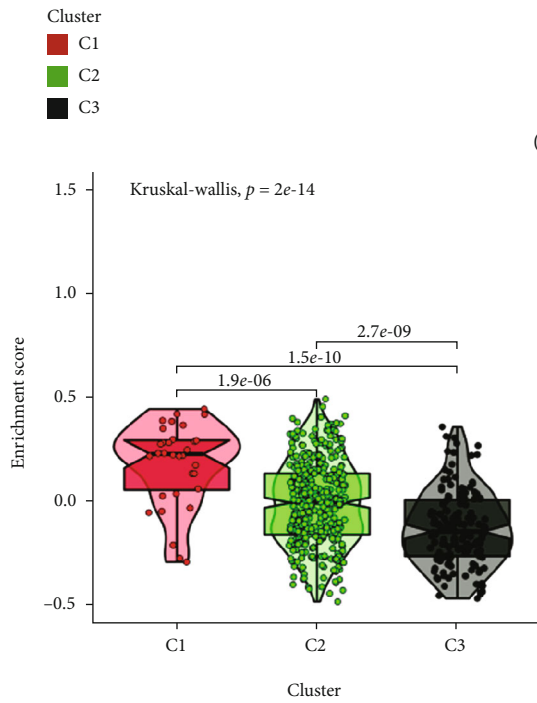 Cluster
C1
C2
C3
(
1.5
Kruskal-wallis, p = 2e-14
1.0
2.7e-09
1.5e-10
0.5
1.9e-06
Enrichment score
0.0
−0.5
C1 C2 C3
Cluster